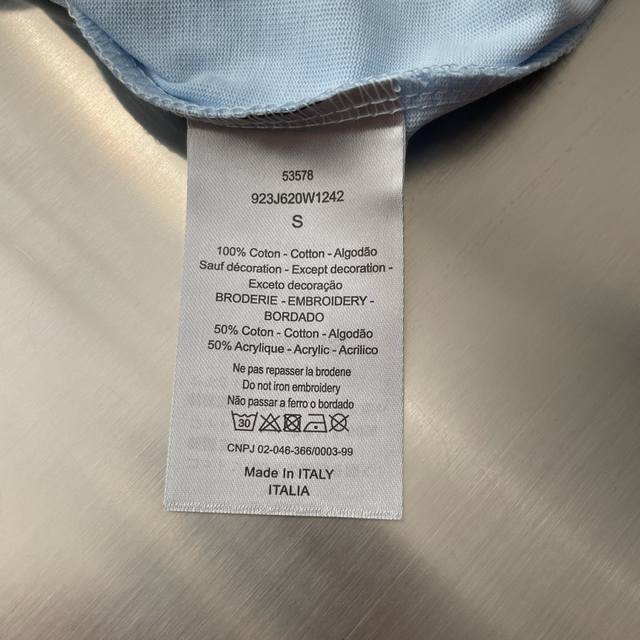 53578
923J620W1242
S
100% Coton - Cotton - Algodão
Sauf décoration - Except decoration -
Exceto decoração
BRODERIE - EMBROIDERY -
BORDADO
50% Coton - Cotton - Algodão
50% Acrylique - Acrylic - Acrilico
Ne pas repasser la brodene
Do not iron embroidery
Não passar a ferro o bordado
30
CNPJ 02-046-366/0003-99
Made In ITALY
ITALIA